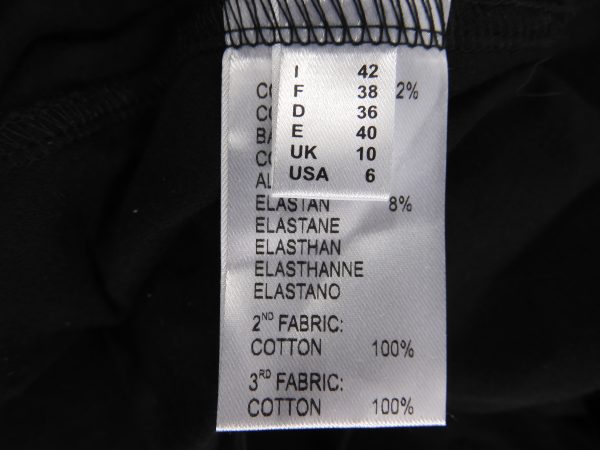 I 42
F 38
D 36
E 40
UK 10
USA 6
2%
ELASTAN 8%
ELASTANE
ELASTHAN
ELASTHANNE
ELASTANO
2ND FABRIC:
COTTON 100%
3RD FABRIC:
COTTON 100%